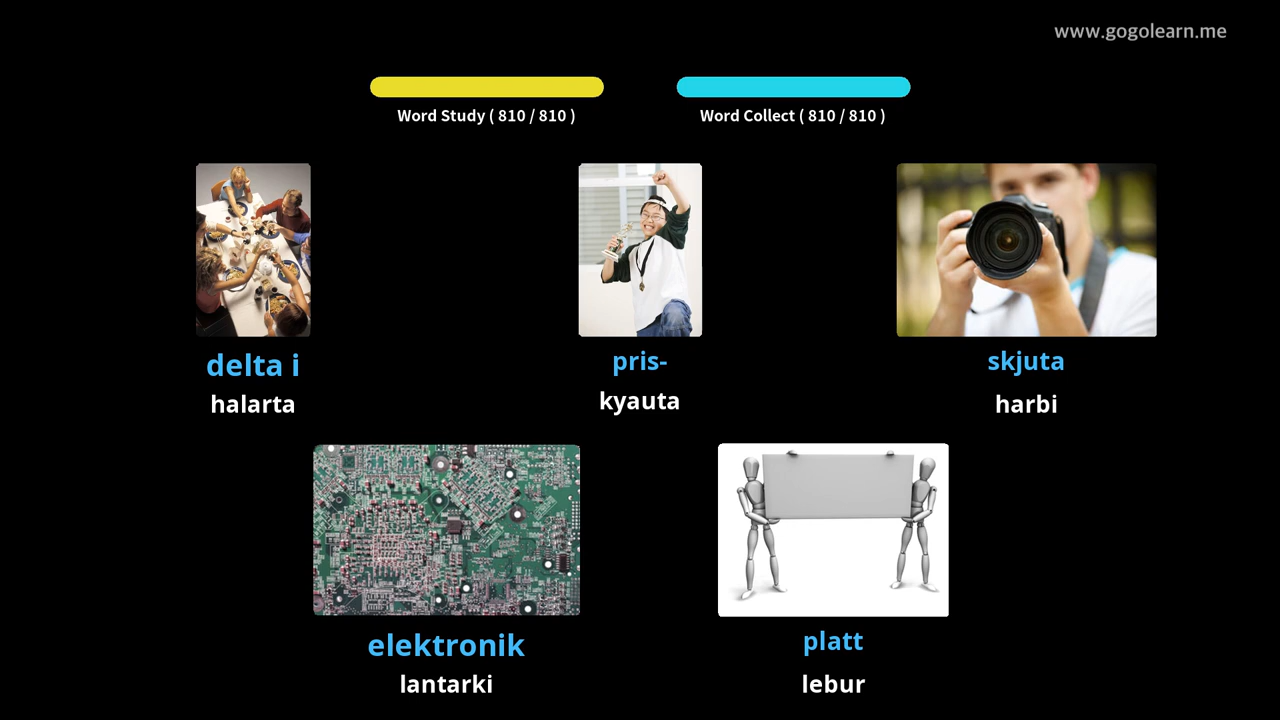 www.gogolearn.me
Word Study ( 810 / 810 )
Word Collect ( 810 / 810 )
delta i
halarta
pris-
kyauta
skjuta
harbi
elektronik
lantarki
platt
lebur